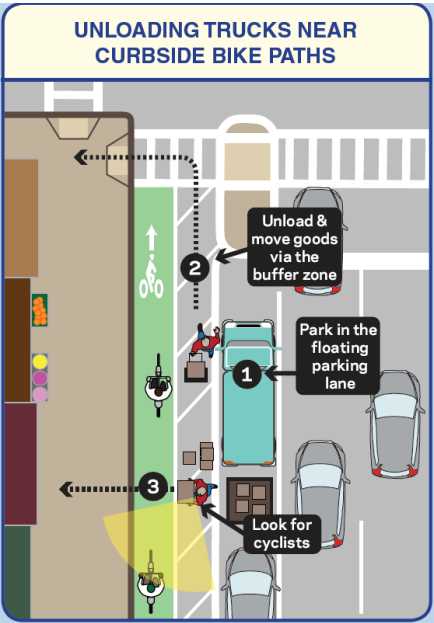 UNLOADING TRUCKS NEAR
CURBSIDE BIKE PATHS
Unload &
move goods
via the
buffer zone
2
Park in the
floating
parking
lane
1
3
Look for
cyclists